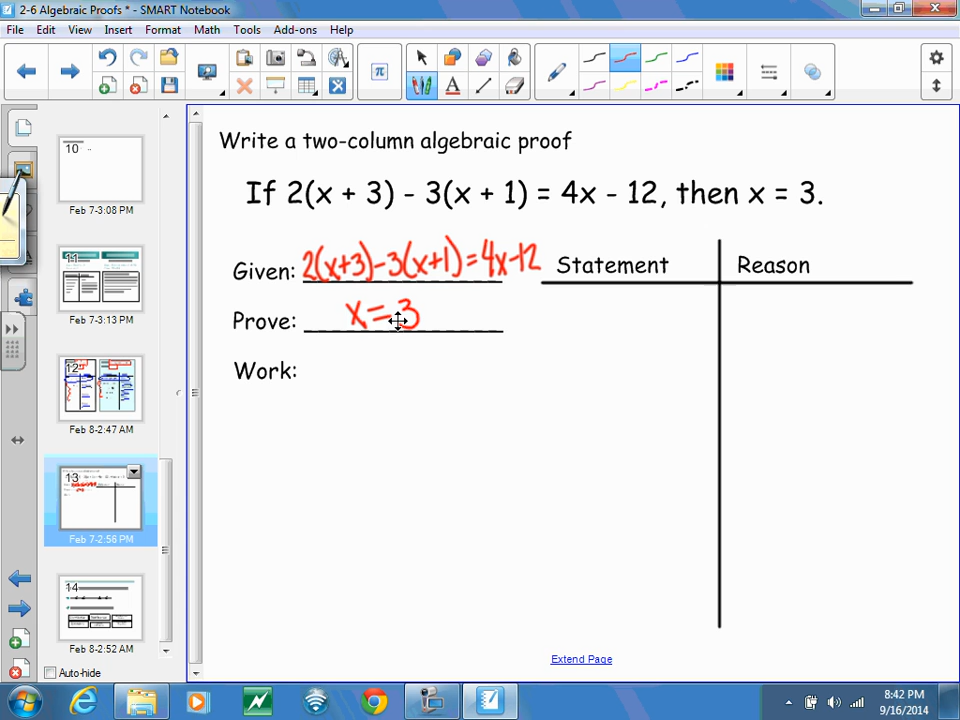 2-6 Algebraic Proofs * - SMART Notebook
File Edit View Insert Format Math Tools Add-ons Help
π A
10
Feb 7-3:08 PM
11
Feb 7-3:13 PM
12
Feb 8-2:47 AM
13
Feb 7-2:56 PM
14
Feb 8-2:52 AM
Auto-hide
Write a two-column algebraic proof
If 2(x + 3) - 3(x + 1) = 4x - 12, then x = 3.
Given: 2(x+3)-3(x+1)=4x-12
Prove: x=3
Work:
Statement Reason
Extend Page
8:42 PM
9/16/2014